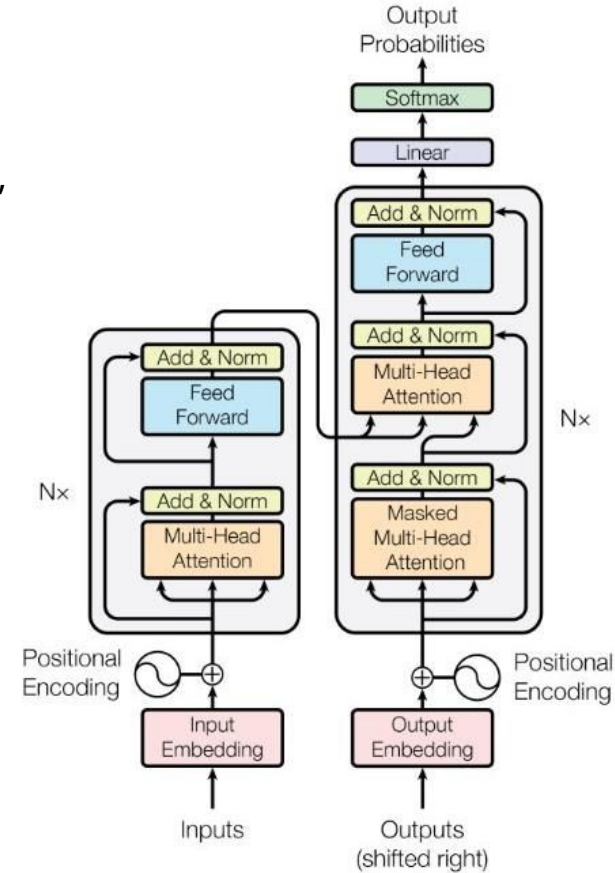 Output
Probabilities
Softmax
Linear
Add & Norm
Feed
Forward
Add & Norm
Multi-Head
Attention
Nx
Add & Norm
Masked
Multi-Head
Attention
Add & Norm
Feed
Forward
Nx
Add & Norm
Multi-Head
Attention
Positional
Encoding
Positional
Encoding
Input
Embedding
Output
Embedding
Inputs
Outputs
(shifted right)